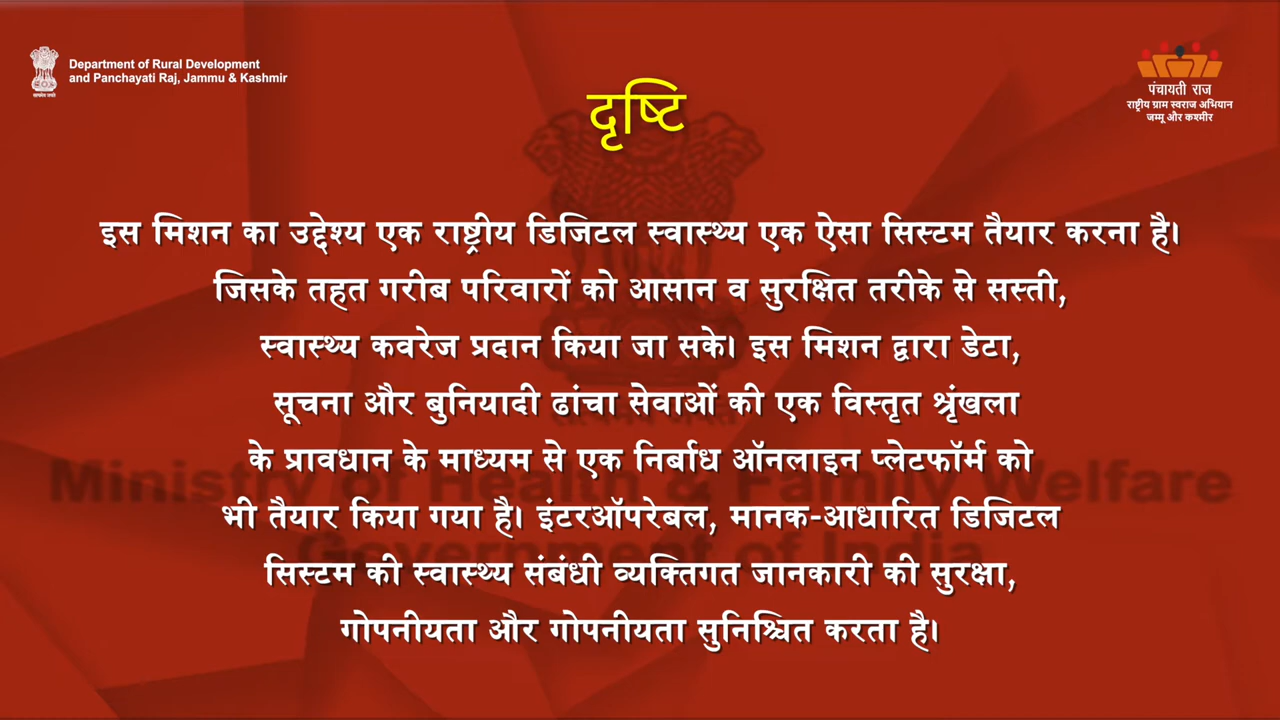 Department of Rural Development
and Panchayati Raj, Jammu & Kashmir
पंचायती राज
राष्ट्रीय ग्राम स्वराज अभियान
जम्मू और कश्मीर
दृष्टि
इस मिशन का उद्देश्य एक राष्ट्रीय डिजिटल स्वास्थ्य एक ऐसा सिस्टम तैयार करना है।
जिसके तहत गरीब परिवारों को आसान व सुरक्षित तरीके से सस्ती,
स्वास्थ्य कवरेज प्रदान किया जा सके। इस मिशन द्वारा डेटा,
सूचना और बुनियादी ढांचा सेवाओं की एक विस्तृत श्रृंखला
के प्रावधान के माध्यम से एक निर्बाध ऑनलाइन प्लेटफॉर्म को
भी तैयार किया गया है। इंटरऑपरेबल, मानक-आधारित डिजिटल
सिस्टम की स्वास्थ्य संबंधी व्यक्तिगत जानकारी की सुरक्षा,
गोपनीयता और गोपनीयता सुनिश्चित करता है।
Ministry of Health & Family Welfare
Government of India